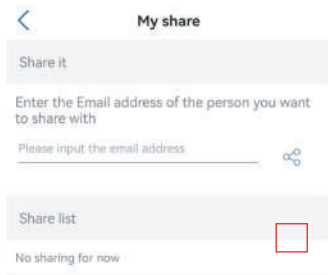 My share
Share it
Enter the Email address of the person you want
to share with
Please input the email address
Share list
No sharing for now